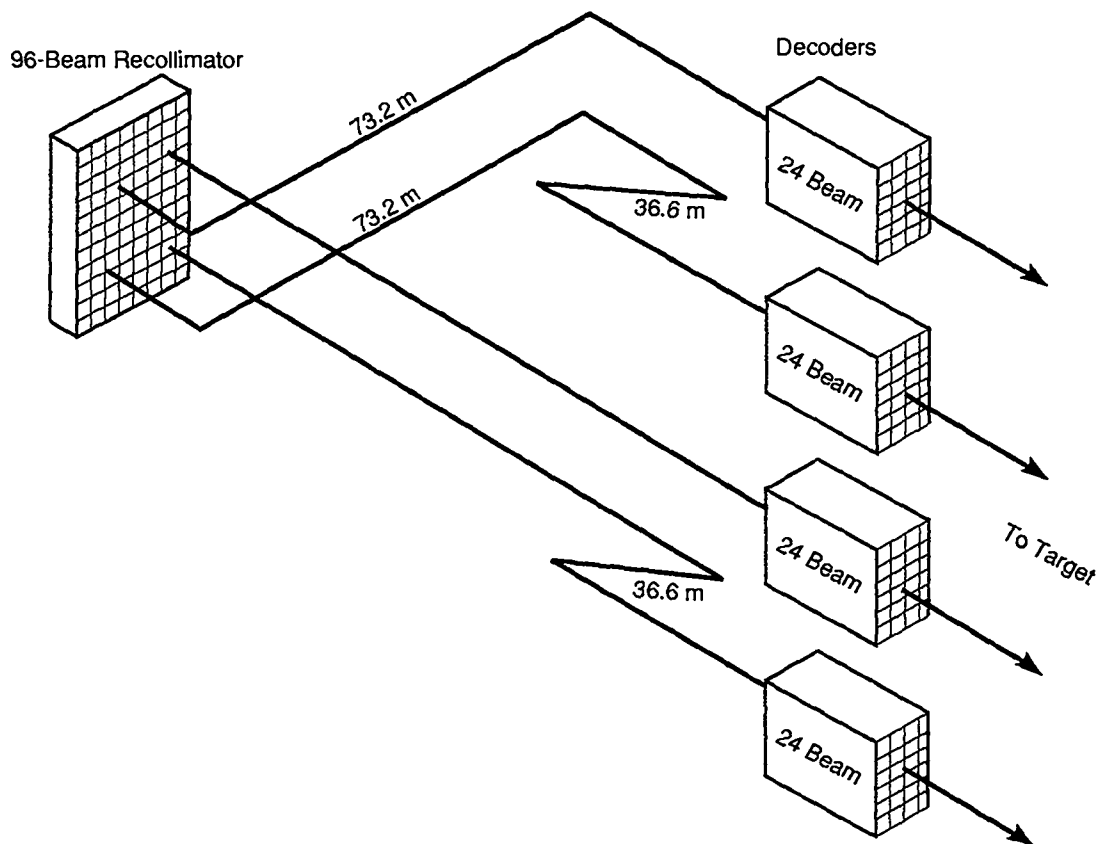 96-Beam Recollimator
Decoders
73.2 m
73.2 m
36.6 m
24 Beam
24 Beam
24 Beam
To Target
36.6 m
24 Beam